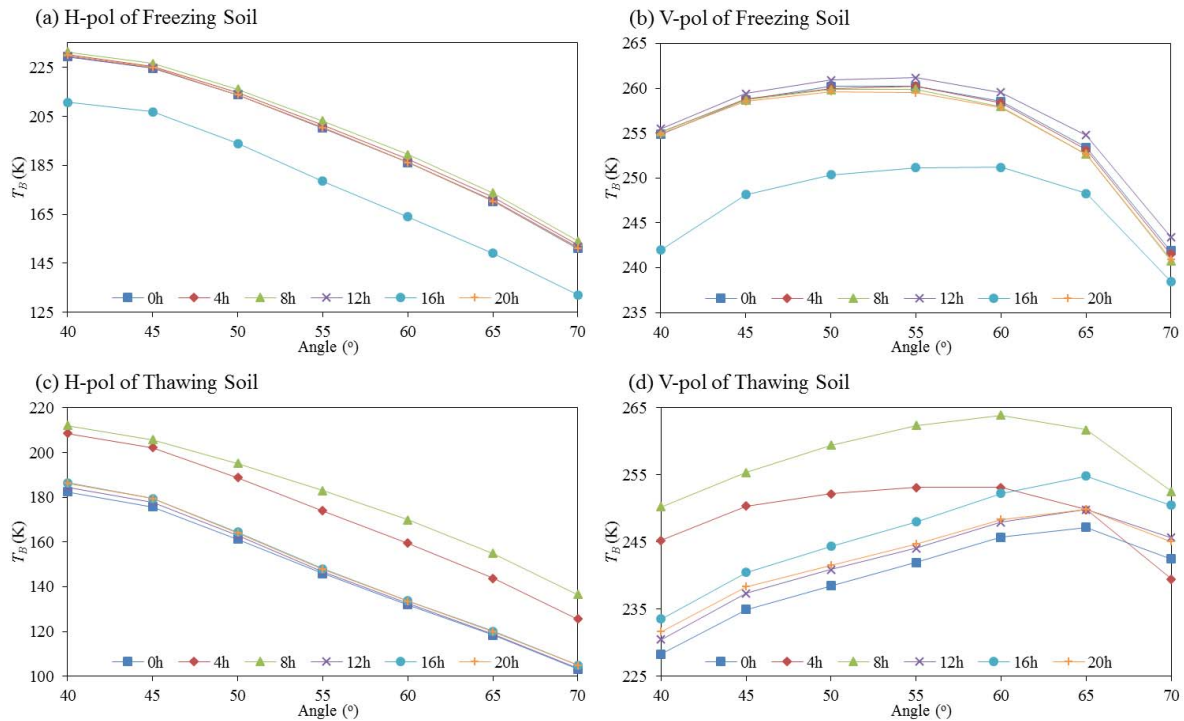 (a) H-pol of Freezing Soil
225
205
185
165
145
125
T_B (K)
0h 4h 8h 12h 16h 20h
40 45 50 55 60 65 70
Angle (º)
(b) V-pol of Freezing Soil
265
260
255
250
245
240
235
T_B (K)
0h 4h 8h 12h 16h 20h
40 45 50 55 60 65 70
Angle (º)
(c) H-pol of Thawing Soil
220
200
180
160
140
120
100
T_B (K)
0h 4h 8h 12h 16h 20h
40 45 50 55 60 65 70
Angle (º)
(d) V-pol of Thawing Soil
265
255
245
235
225
T_B (K)
0h 4h 8h 12h 16h 20h
40 45 50 55 60 65 70
Angle (º)